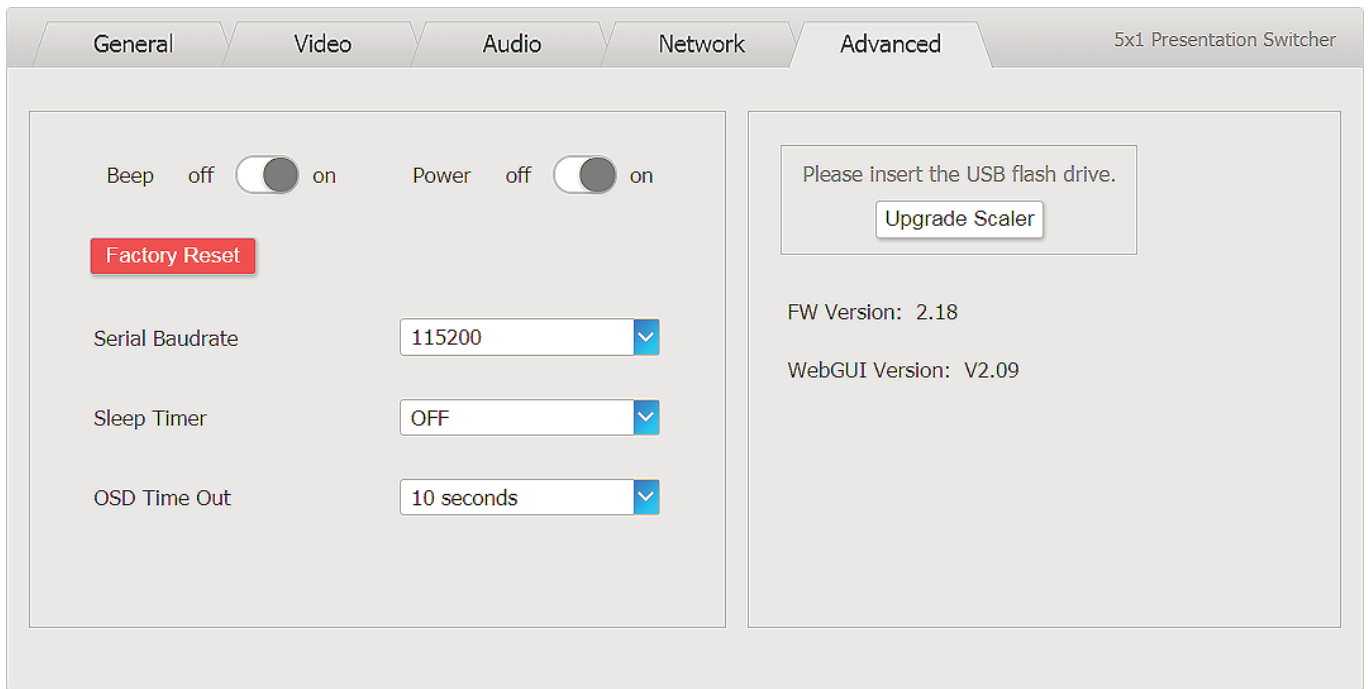 General Video Audio Network Advanced 5x1 Presentation Switcher
Beep off on Power off on
Factory Reset
Serial Baudrate 115200
Sleep Timer OFF
OSD Time Out 10 seconds
Please insert the USB flash drive.
Upgrade Scaler
FW Version: 2.18
WebGUI Version: V2.09